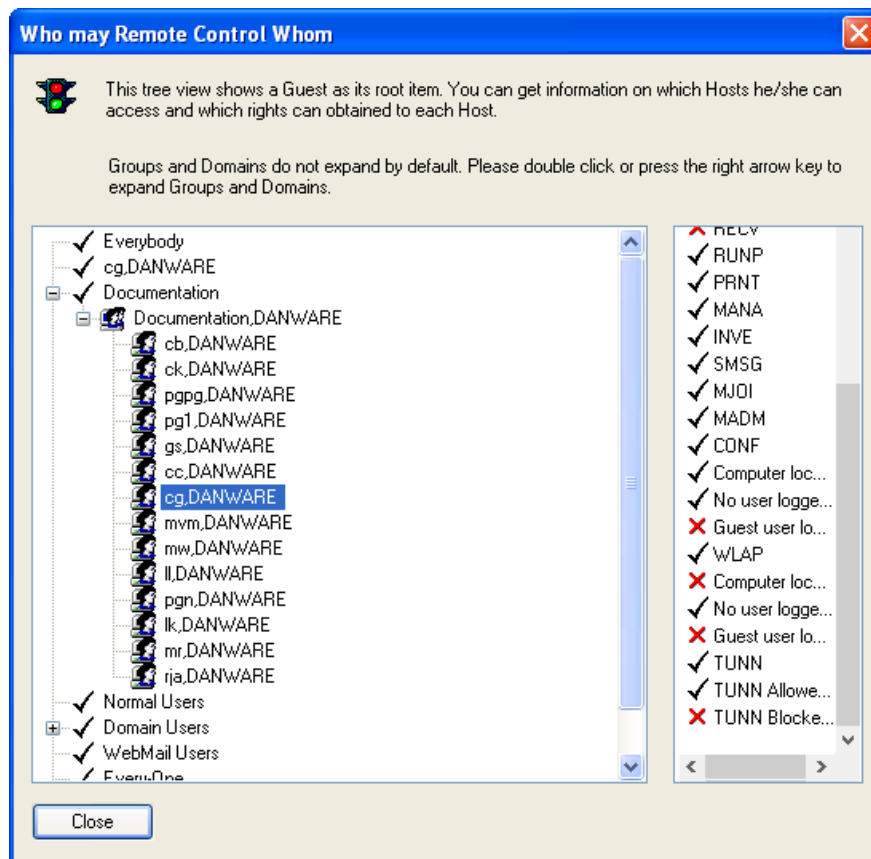 Who may Remote Control Whom
This tree view shows a Guest as its root item. You can get information on which Hosts he/she can
access and which rights can obtained to each Host.
Groups and Domains do not expand by default. Please double click or press the right arrow key to
expand Groups and Domains.
Everybody
cg,DANWARE
Documentation
Documentation,DANWARE
cb,DANWARE
ck,DANWARE
pgpg,DANWARE
pg1,DANWARE
gs,DANWARE
cc,DANWARE
cg,DANWARE
mvm,DANWARE
mw,DANWARE
ll,DANWARE
pgn,DANWARE
lk,DANWARE
mr,DANWARE
rja,DANWARE
Normal Users
Domain Users
WebMail Users
Every-One
RECV
RUNP
PRNT
MANA
INVE
SMSG
MJOI
MADM
CONF
Computer loc...
No user logge...
Guest user lo...
WLAP
Computer loc...
No user logge...
Guest user lo...
TUNN
TUNN Allowe...
TUNN Blocke...
Close